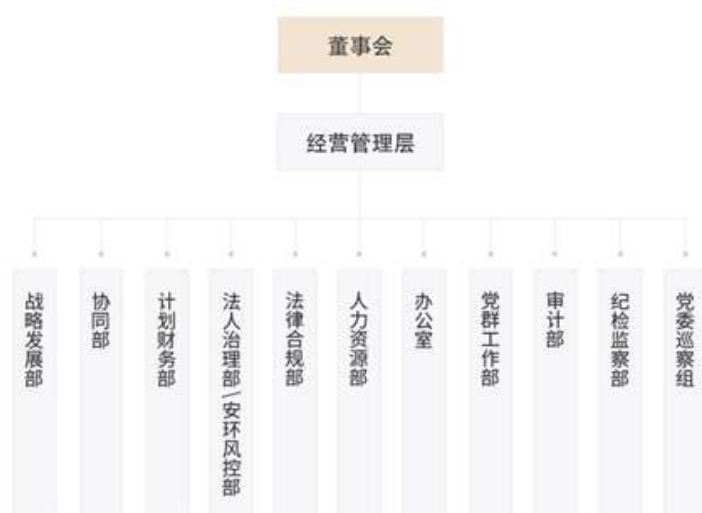 董事会
经营管理层
战略发展部
协同部
计划财务部
法人治理部/安环风控部
法律合规部
人力资源部
办公室
党群工作部
审计部
纪检监察部
党委巡察组